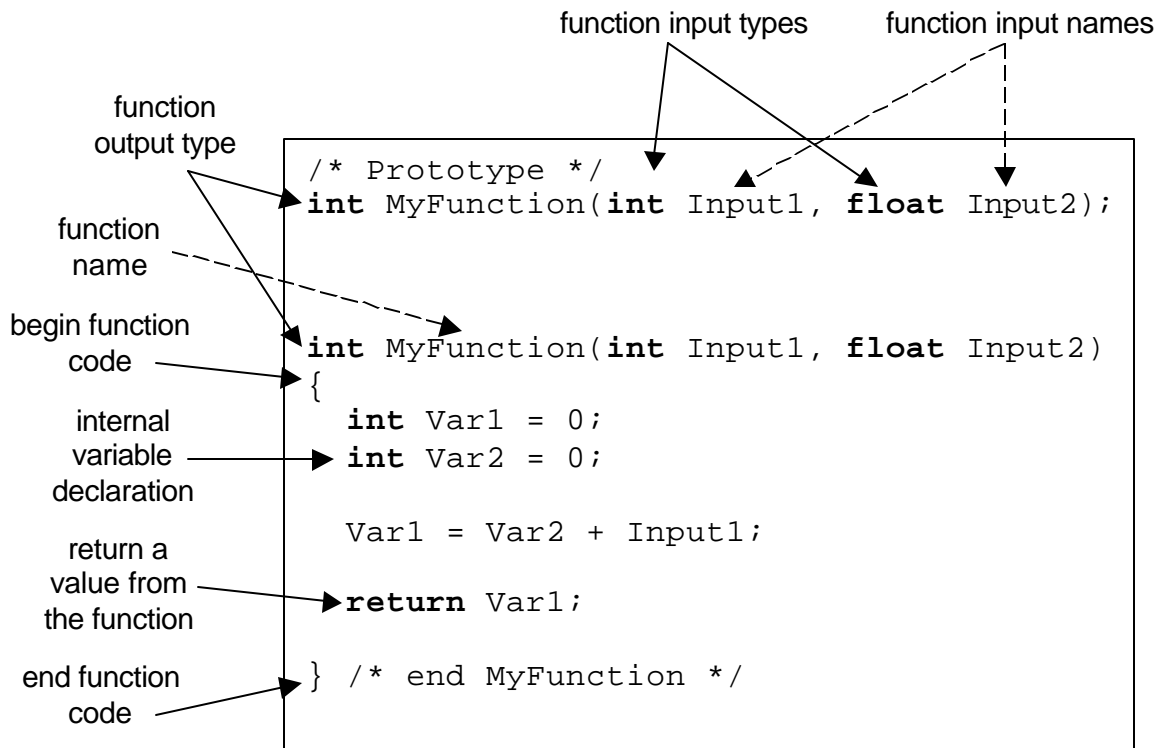 function input types
function input names
function
output type
/* Prototype */
int MyFunction(int Input1, float Input2);
function
name
begin function
code
int MyFunction(int Input1, float Input2)
{
int Var1 = 0;
internal
variable
declaration
int Var2 = 0;
Var1 = Var2 + Input1;
return a
value from
the function
return Var1;
end function
code
} /* end MyFunction */